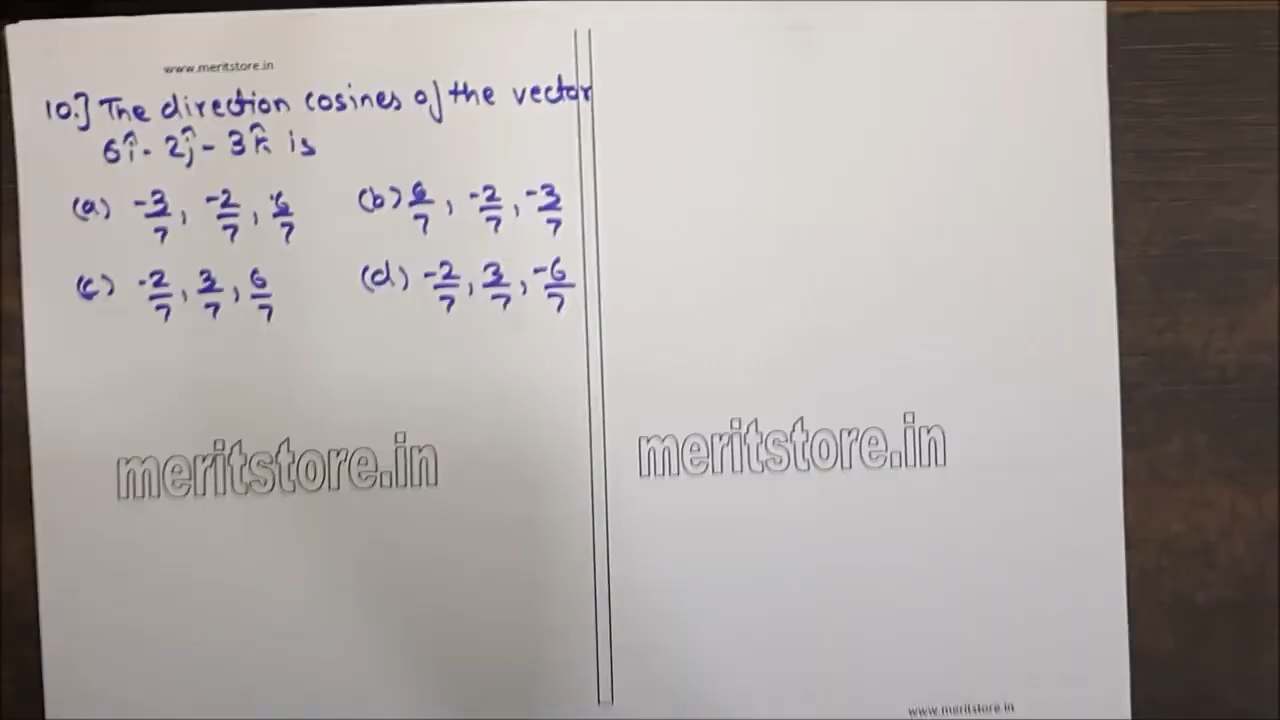 www.meritstore.in
10.] The direction cosines of the vector
6î - 2ĵ - 3k̂ is
(a) -3/7, -2/7, 6/7 (b) 6/7, -2/7, -3/7
(c) -2/7, 3/7, 6/7 (d) -2/7, 3/7, -6/7
meritstore.in meritstore.in
www.meritstore.in